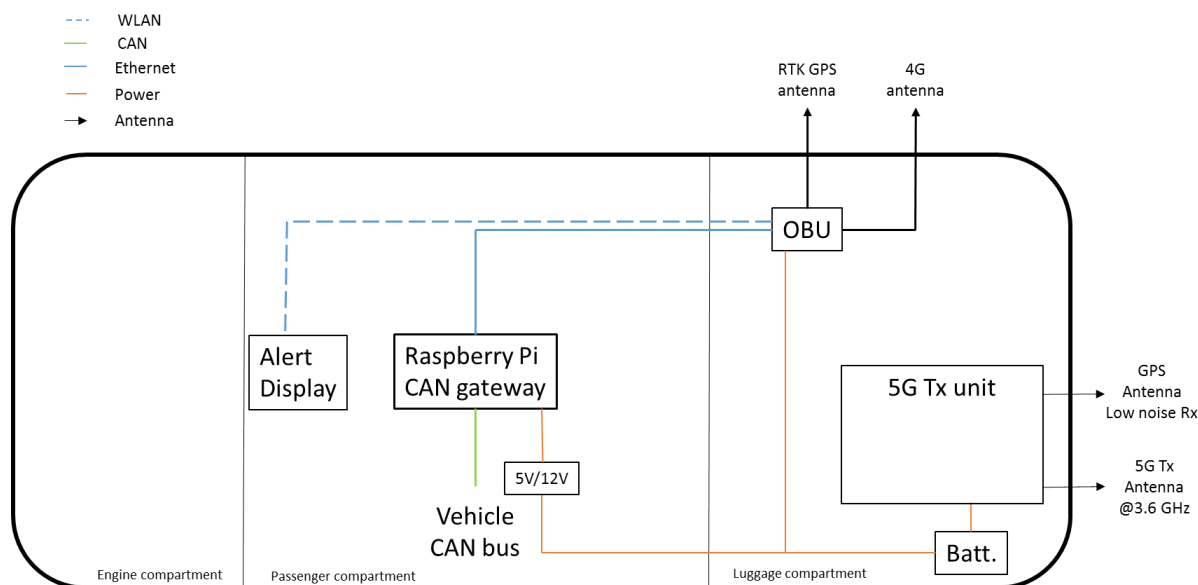 WLAN
CAN
Ethernet
Power
Antenna
RTK GPS
antenna
4G
antenna
OBU
Alert
Display
Raspberry Pi
CAN gateway
5G Tx unit
GPS
Antenna
Low noise Rx
5V/12V
5G Tx
Antenna
@3.6 GHz
Vehicle
CAN bus
Batt.
Engine compartment
Passenger compartment
Luggage compartment